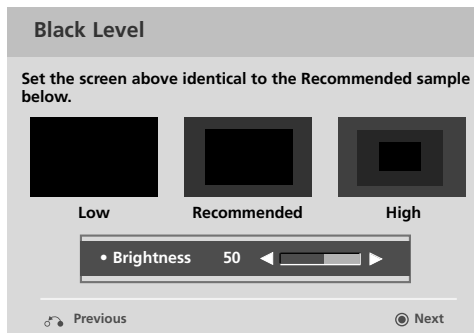 Black Level
Set the screen above identical to the Recommended sample
below.
Low Recommended High
• Brightness 50
Previous Next